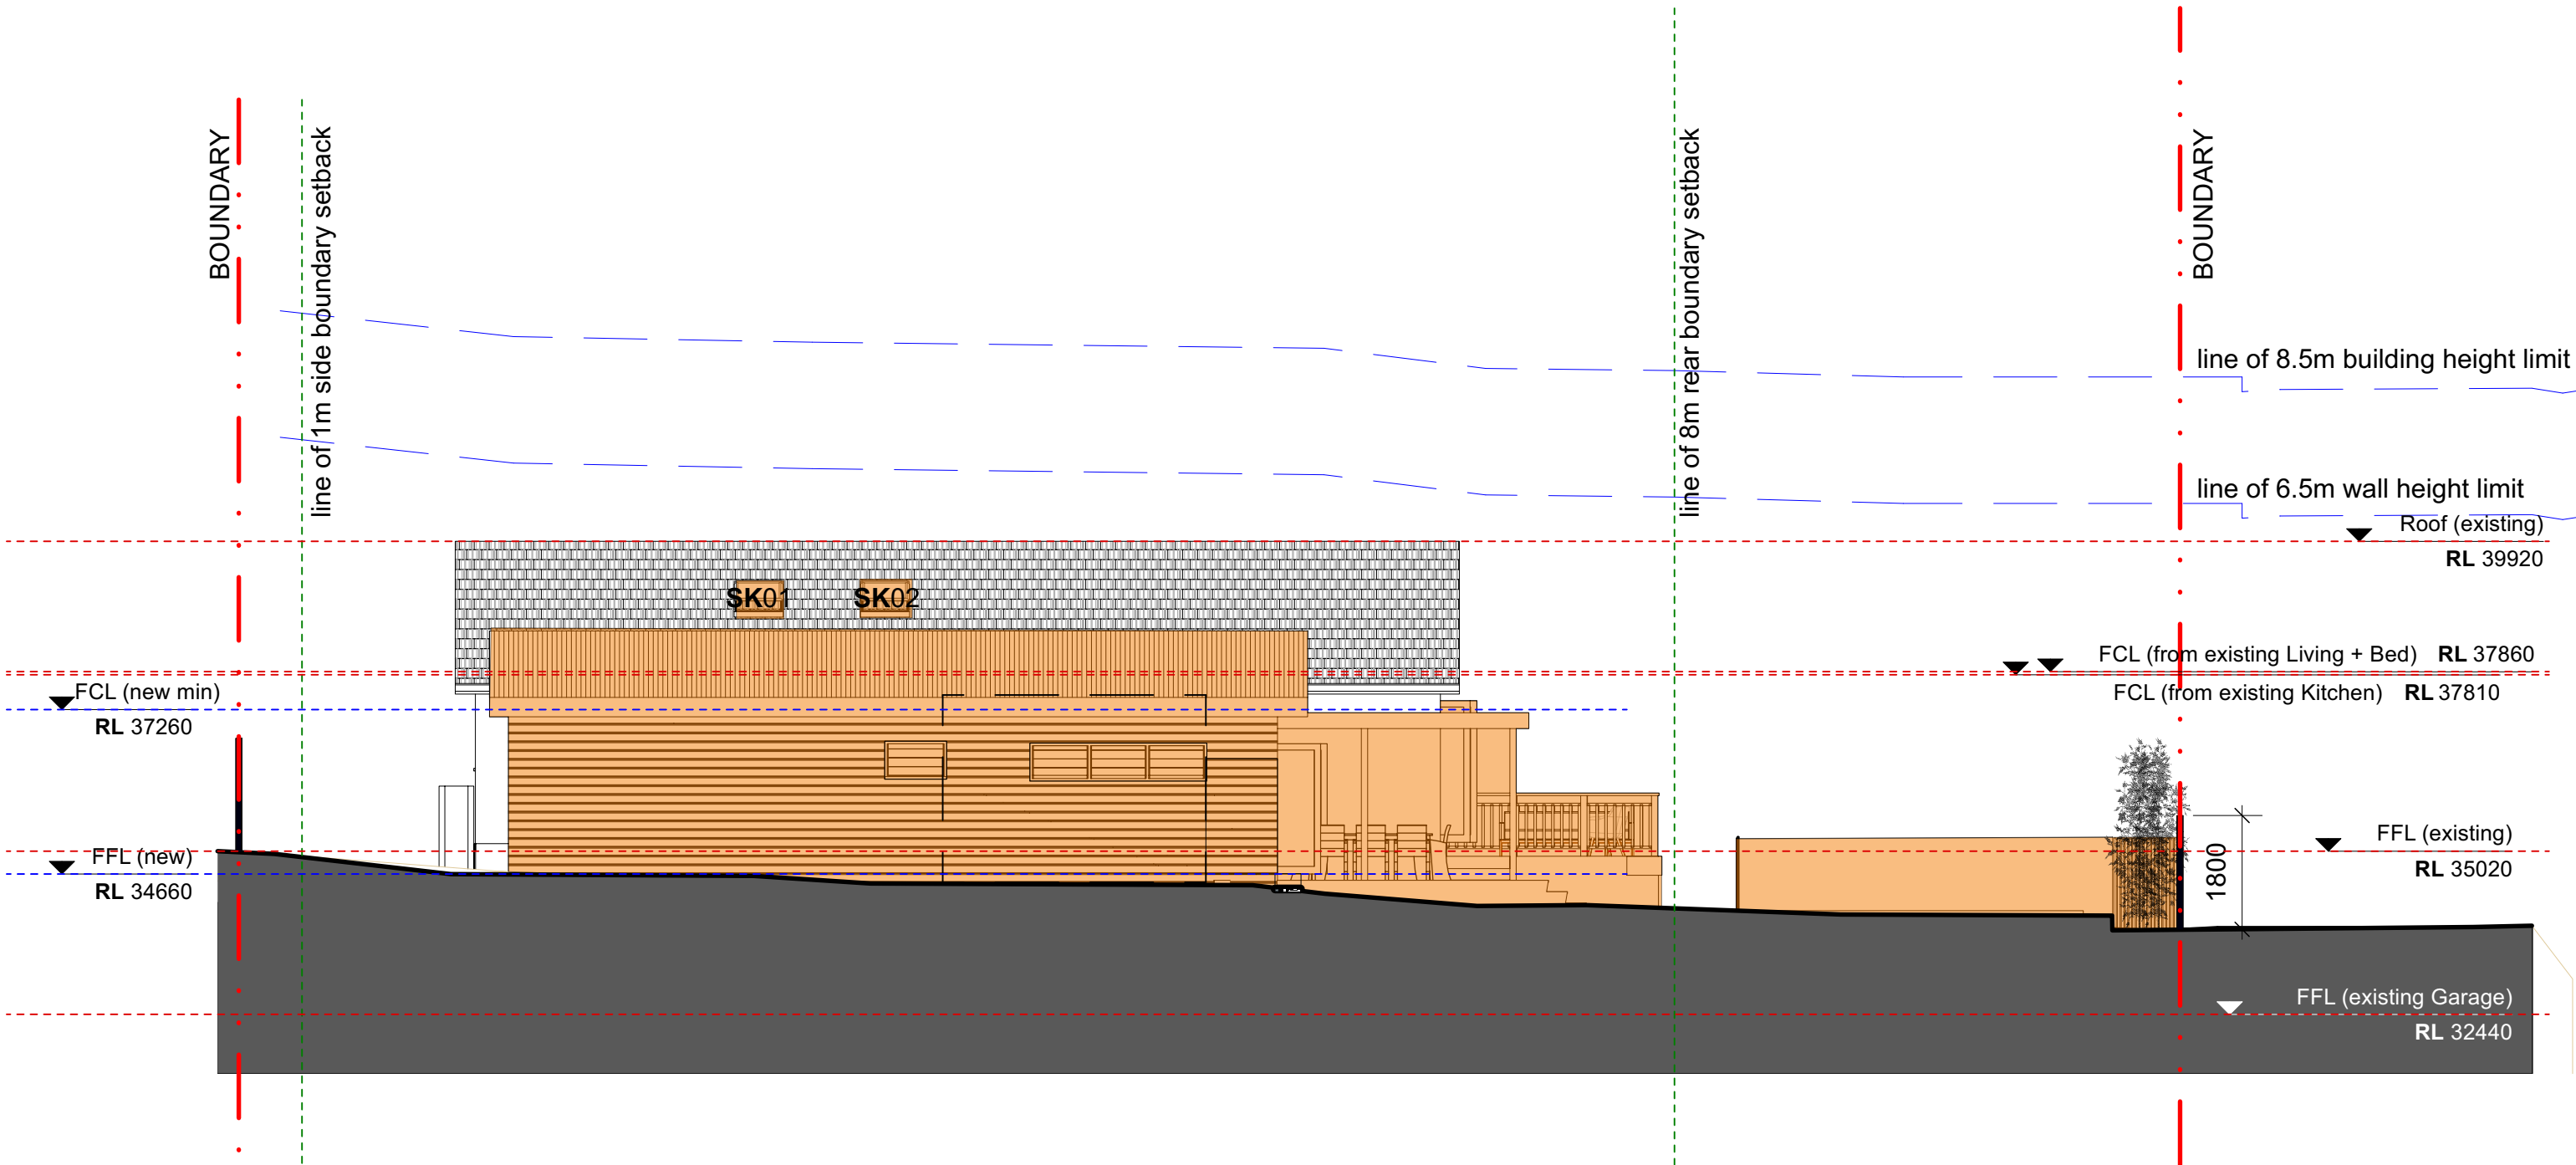 BOUNDARY
line of 1m side boundary setback
line of 8m rear boundary setback
BOUNDARY
line of 8.5m building height limit
line of 6.5m wall height limit
Roof (existing)
RL 39920
SK01
SK02
FCL (from existing Living + Bed) RL 37860
FCL (from existing Kitchen) RL 37810
FCL (new min)
RL 37260
FFL (new)
RL 34660
1800
FFL (existing)
RL 35020
FFL (existing Garage)
RL 32440